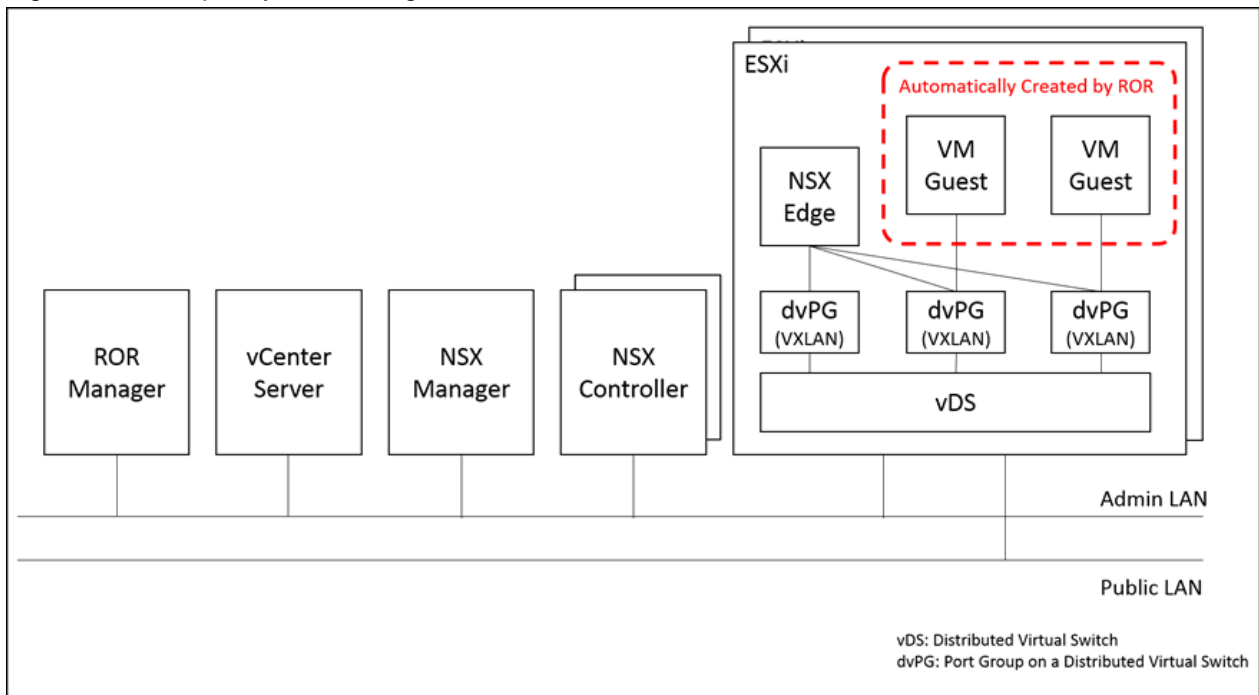 ESXi
Automatically Created by ROR
VM
Guest
VM
Guest
NSX
Edge
dvPG
(VXLAN)
dvPG
(VXLAN)
dvPG
(VXLAN)
vDS
ROR
Manager
vCenter
Server
NSX
Manager
NSX
Controller
Admin LAN
Public LAN
vDS: Distributed Virtual Switch
dvPG: Port Group on a Distributed Virtual Switch